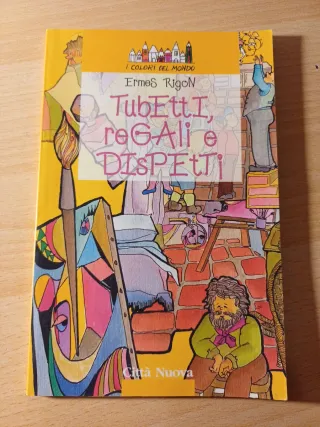 I COLORI DEL MONDO
Ermes Rigon
TubEttI,
reGAli e
DIsPEtTi
Città Nuova